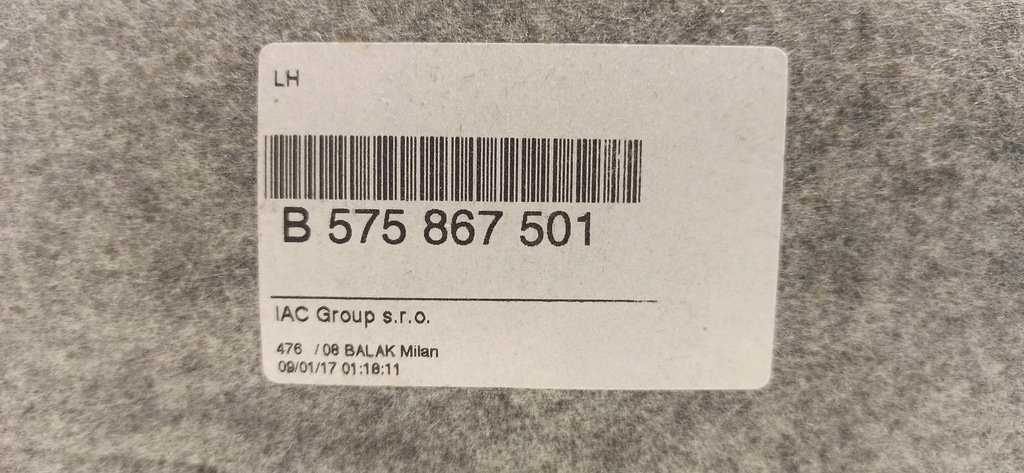 LH
B 575 867 501
IAC Group s.r.o.
476 / 08 BALAK Milan
09/01/17 01:18:11